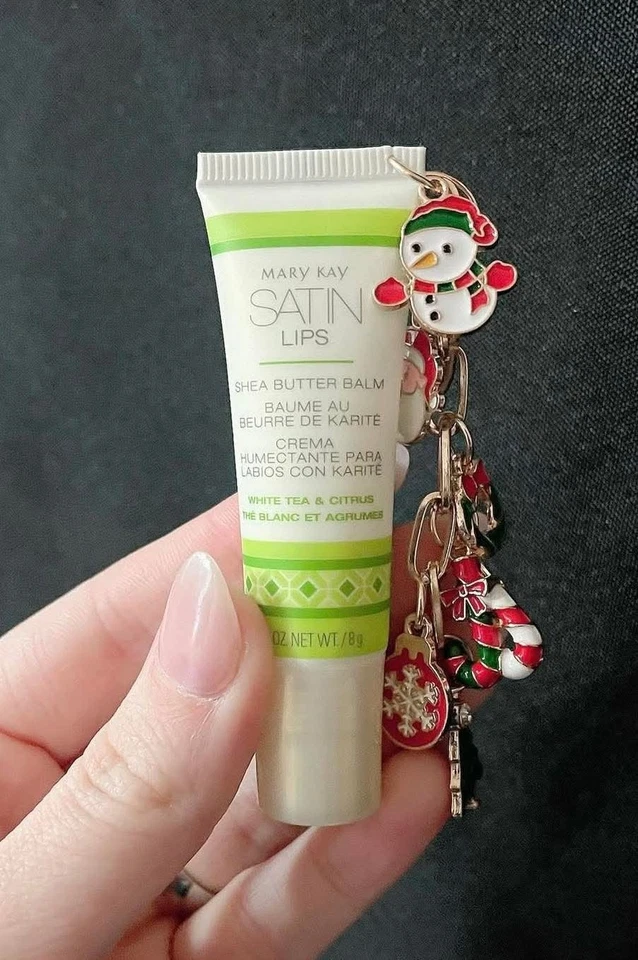 MARY KAY
SATIN
LIPS
SHEA BUTTER BALM
BAUME AU
BEURRE DE KARITÉ
CREMA
HUMECTANTE PARA
LABIOS CON KARITÉ
WHITE TEA & CITRUS
THÉ BLANC ET AGRUMES
OZ NET WT. / 8 g